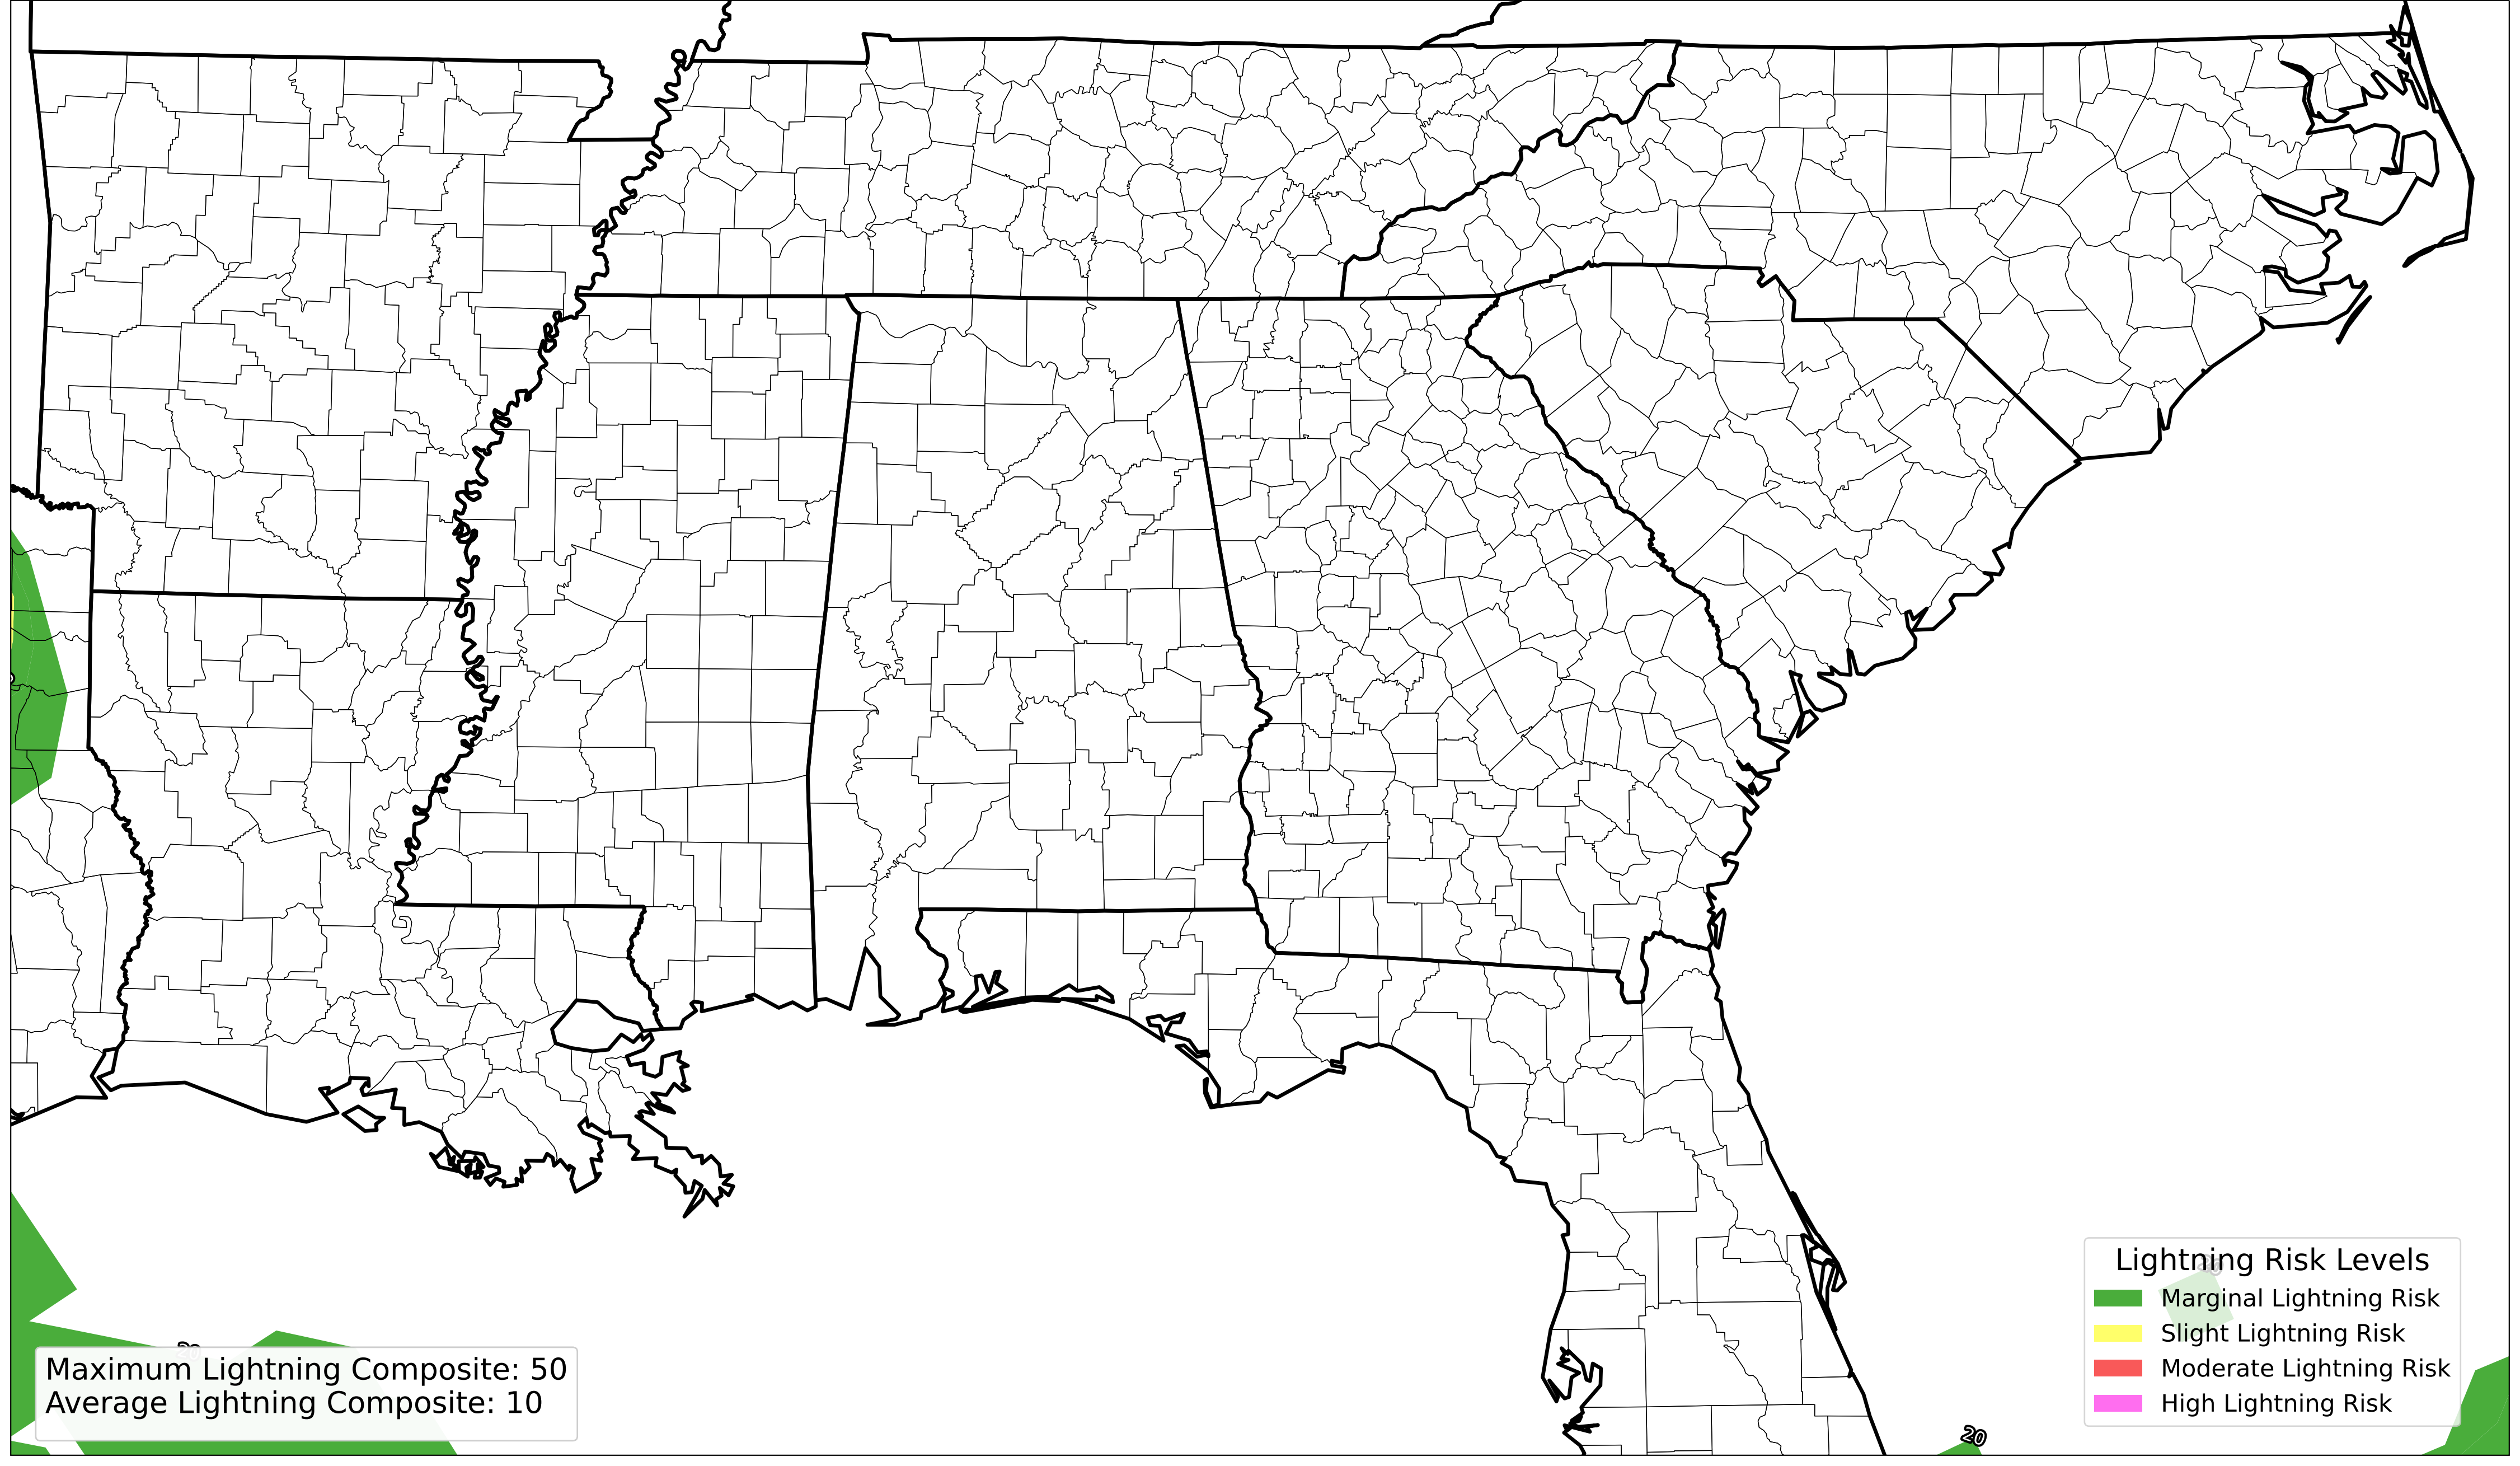 Maximum Lightning Composite: 50
Average Lightning Composite: 10
20
Lightning Risk Levels
Marginal Lightning Risk
Slight Lightning Risk
Moderate Lightning Risk
High Lightning Risk